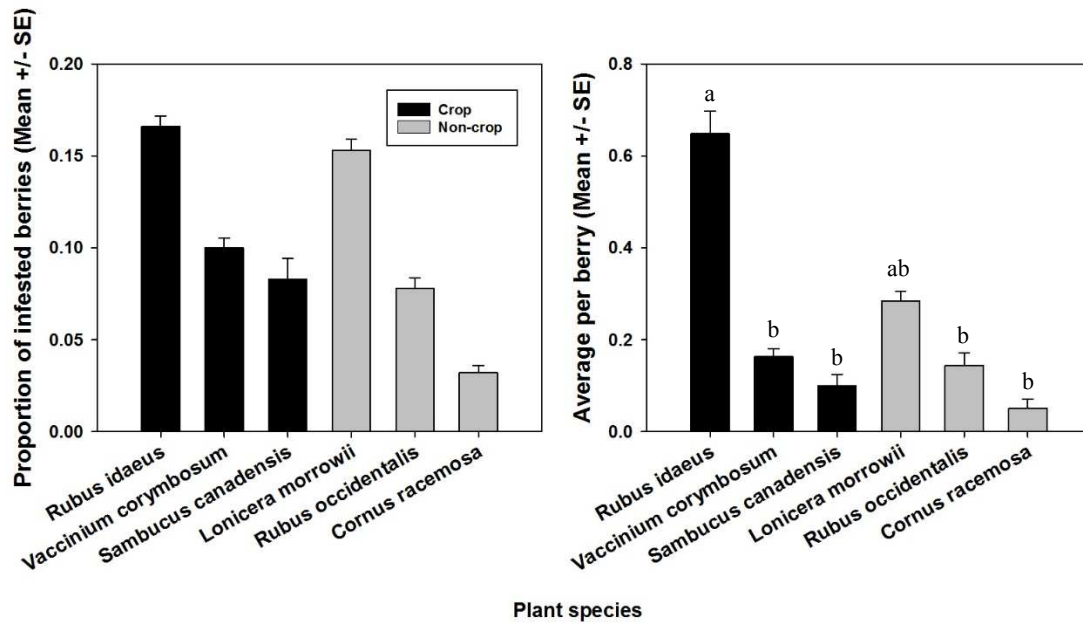 Proportion of infested berries (Mean +/- SE)
0.20
0.15
0.10
0.05
0.00
Crop
Non-crop
Rubus idaeus
Vaccinium corymbosum
Sambucus canadensis
Lonicera morrowii
Rubus occidentalis
Cornus racemosa
Average per berry (Mean +/- SE)
0.8
0.6
0.4
0.2
0.0
a
b
b
ab
b
b
Rubus idaeus
Vaccinium corymbosum
Sambucus canadensis
Lonicera morrowii
Rubus occidentalis
Cornus racemosa
Plant species